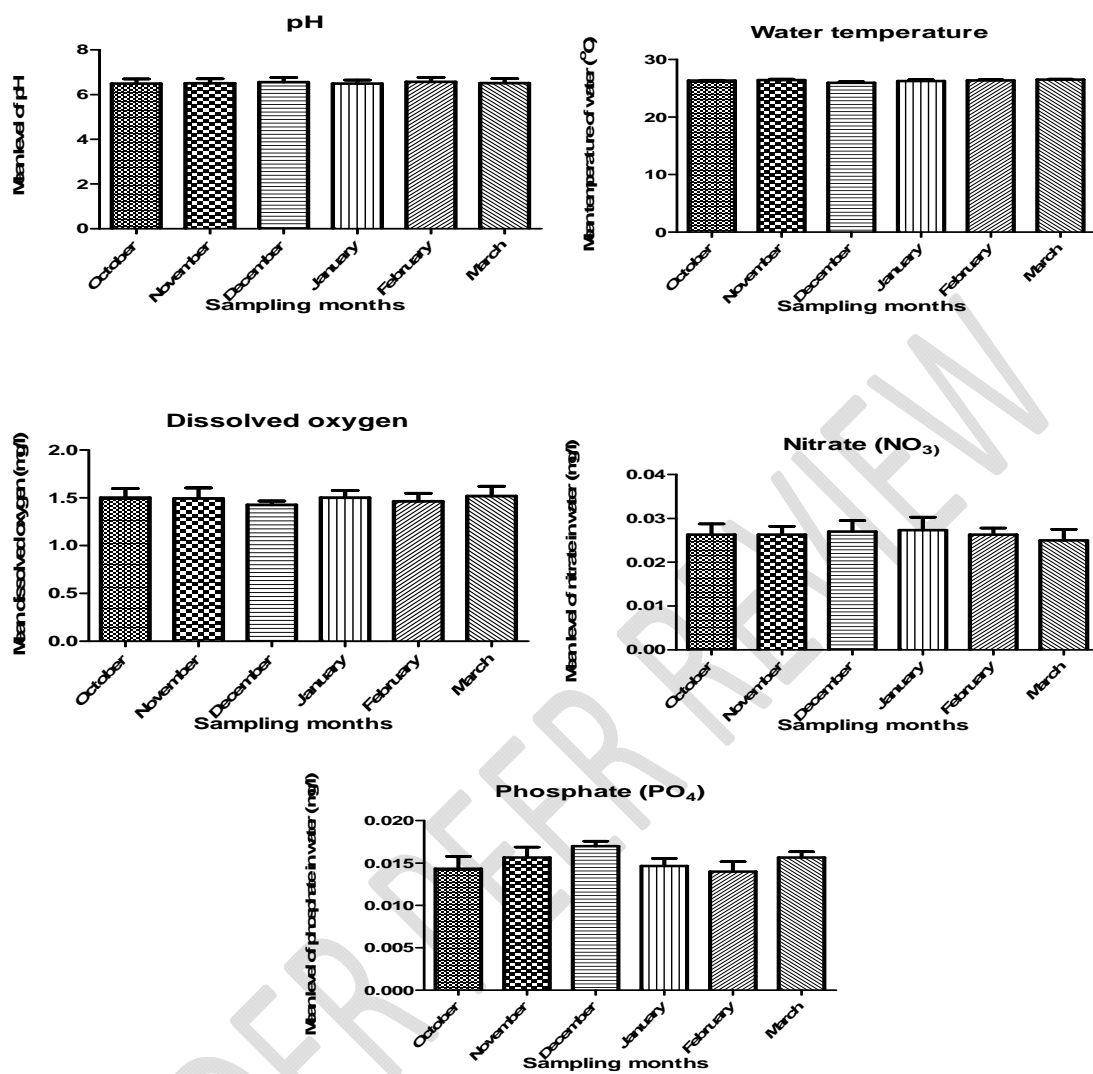 pH
Mean level of pH
8
6
4
2
0
October
November
December
January
February
March
Sampling months
Water temperature
Mean temperature of water (°C)
30
20
10
0
October
November
December
January
February
March
Sampling months
Dissolved oxygen
Mean dissolved oxygen (mg/l)
2.0
1.5
1.0
0.5
0.0
October
November
December
January
February
March
Sampling months
Nitrate (NO₃)
Mean level of nitrate in water (mg/l)
0.04
0.03
0.02
0.01
0.00
October
November
December
January
February
March
Sampling months
Phosphate (PO₄)
Mean level of phosphate in water (mg/l)
0.020
0.015
0.010
0.005
0.000
October
November
December
January
February
March
Sampling months
DER PEER REVIEW